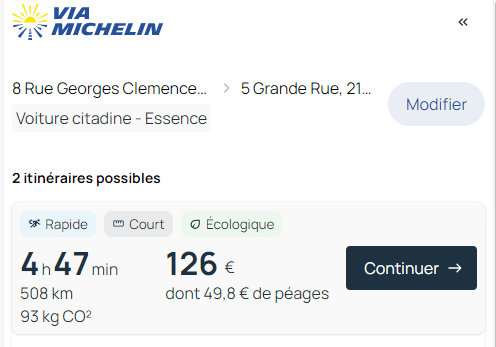 VIA
MICHELIN
«
8 Rue Georges Clemence... > 5 Grande Rue, 21...
Modifier
Voiture citadine - Essence
2 itinéraires possibles
Rapide Court Écologique
4 h 47 min 126 €
Continuer →
508 km dont 49,8 € de péages
93 kg CO²